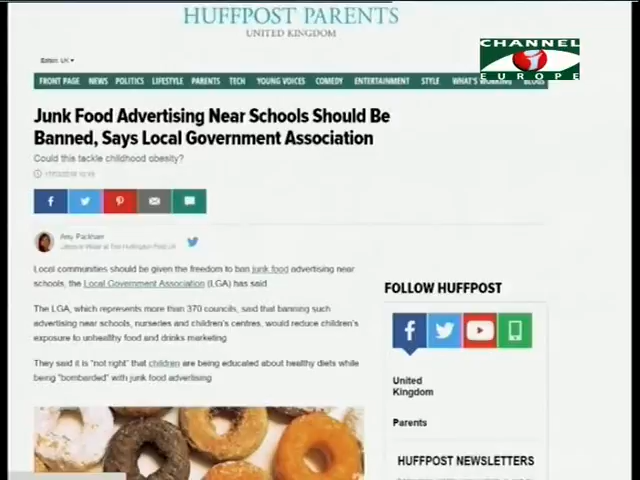 HUFFPOST PARENTS
UNITED KINGDOM
CHANNEL
i
EUROPE
Edition: UK
FRONT PAGE NEWS POLITICS LIFESTYLE PARENTS TECH YOUNG VOICES COMEDY ENTERTAINMENT STYLE WHAT'S WORKING BLOGS
Junk Food Advertising Near Schools Should Be
Banned, Says Local Government Association
Could this tackle childhood obesity?
Amy Packham
Local communities should be given the freedom to ban junk food advertising near
schools, the Local Government Association (LGA) has said
The LGA, which represents more than 370 councils, said that banning such
advertising near schools, nurseries and children's centres, would reduce children's
exposure to unhealthy food and drinks marketing
They said it is "not right" that children are being educated about healthy diets while
being "bombarded" with junk food advertising
FOLLOW HUFFPOST
United
Kingdom
Parents
HUFFPOST NEWSLETTERS